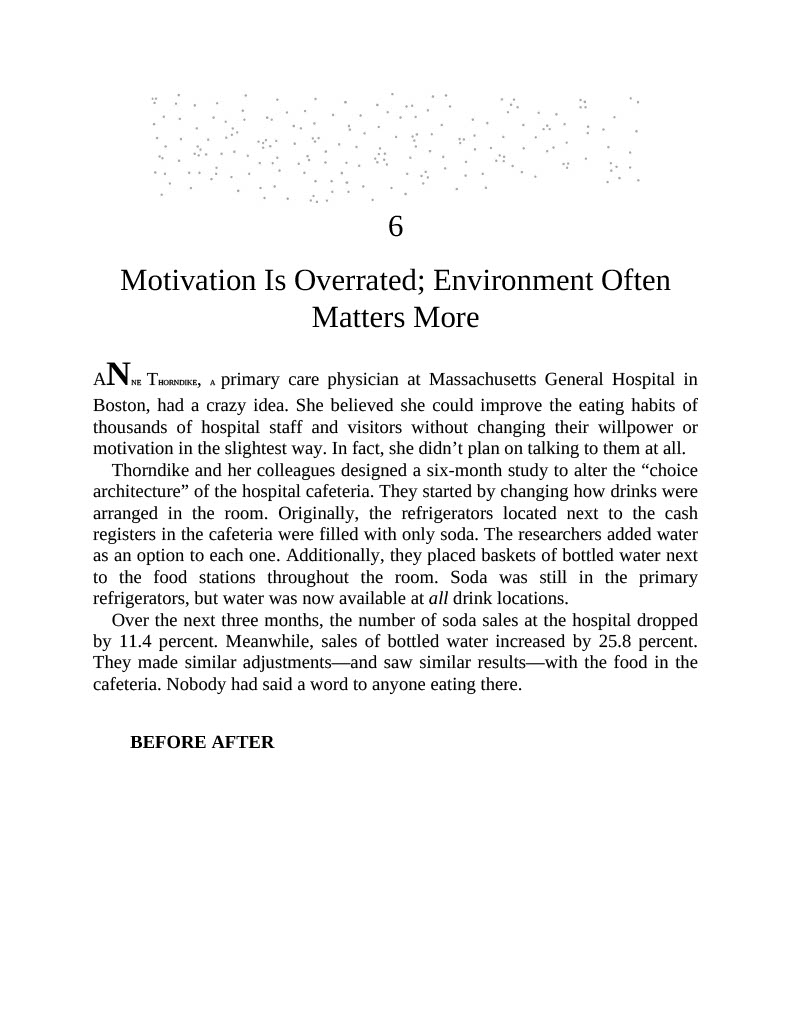 6
Motivation Is Overrated; Environment Often
Matters More
ANNE THORNDIKE, A primary care physician at Massachusetts General Hospital in
Boston, had a crazy idea. She believed she could improve the eating habits of
thousands of hospital staff and visitors without changing their willpower or
motivation in the slightest way. In fact, she didn’t plan on talking to them at all.
Thorndike and her colleagues designed a six-month study to alter the “choice
architecture” of the hospital cafeteria. They started by changing how drinks were
arranged in the room. Originally, the refrigerators located next to the cash
registers in the cafeteria were filled with only soda. The researchers added water
as an option to each one. Additionally, they placed baskets of bottled water next
to the food stations throughout the room. Soda was still in the primary
refrigerators, but water was now available at all drink locations.
Over the next three months, the number of soda sales at the hospital dropped
by 11.4 percent. Meanwhile, sales of bottled water increased by 25.8 percent.
They made similar adjustments—and saw similar results—with the food in the
cafeteria. Nobody had said a word to anyone eating there.
BEFORE AFTER